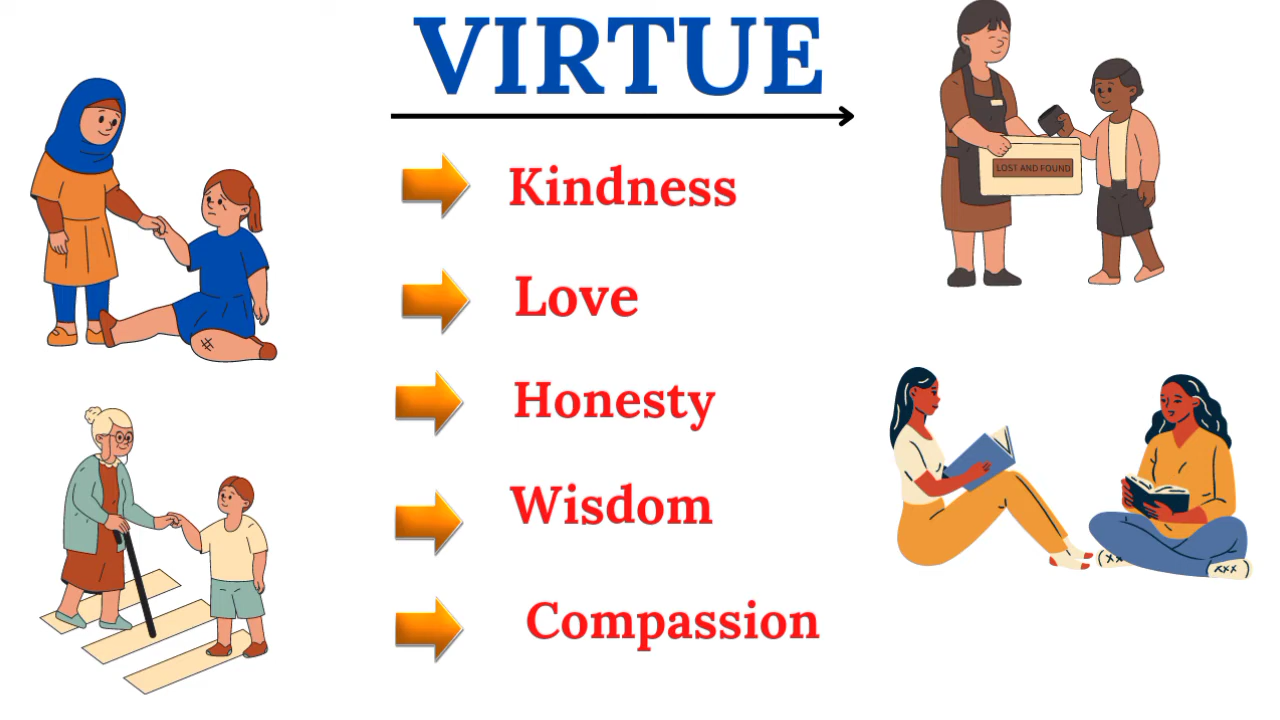 VIRTUE
Kindness
Love
Honesty
Wisdom
Compassion
LOST AND FOUND